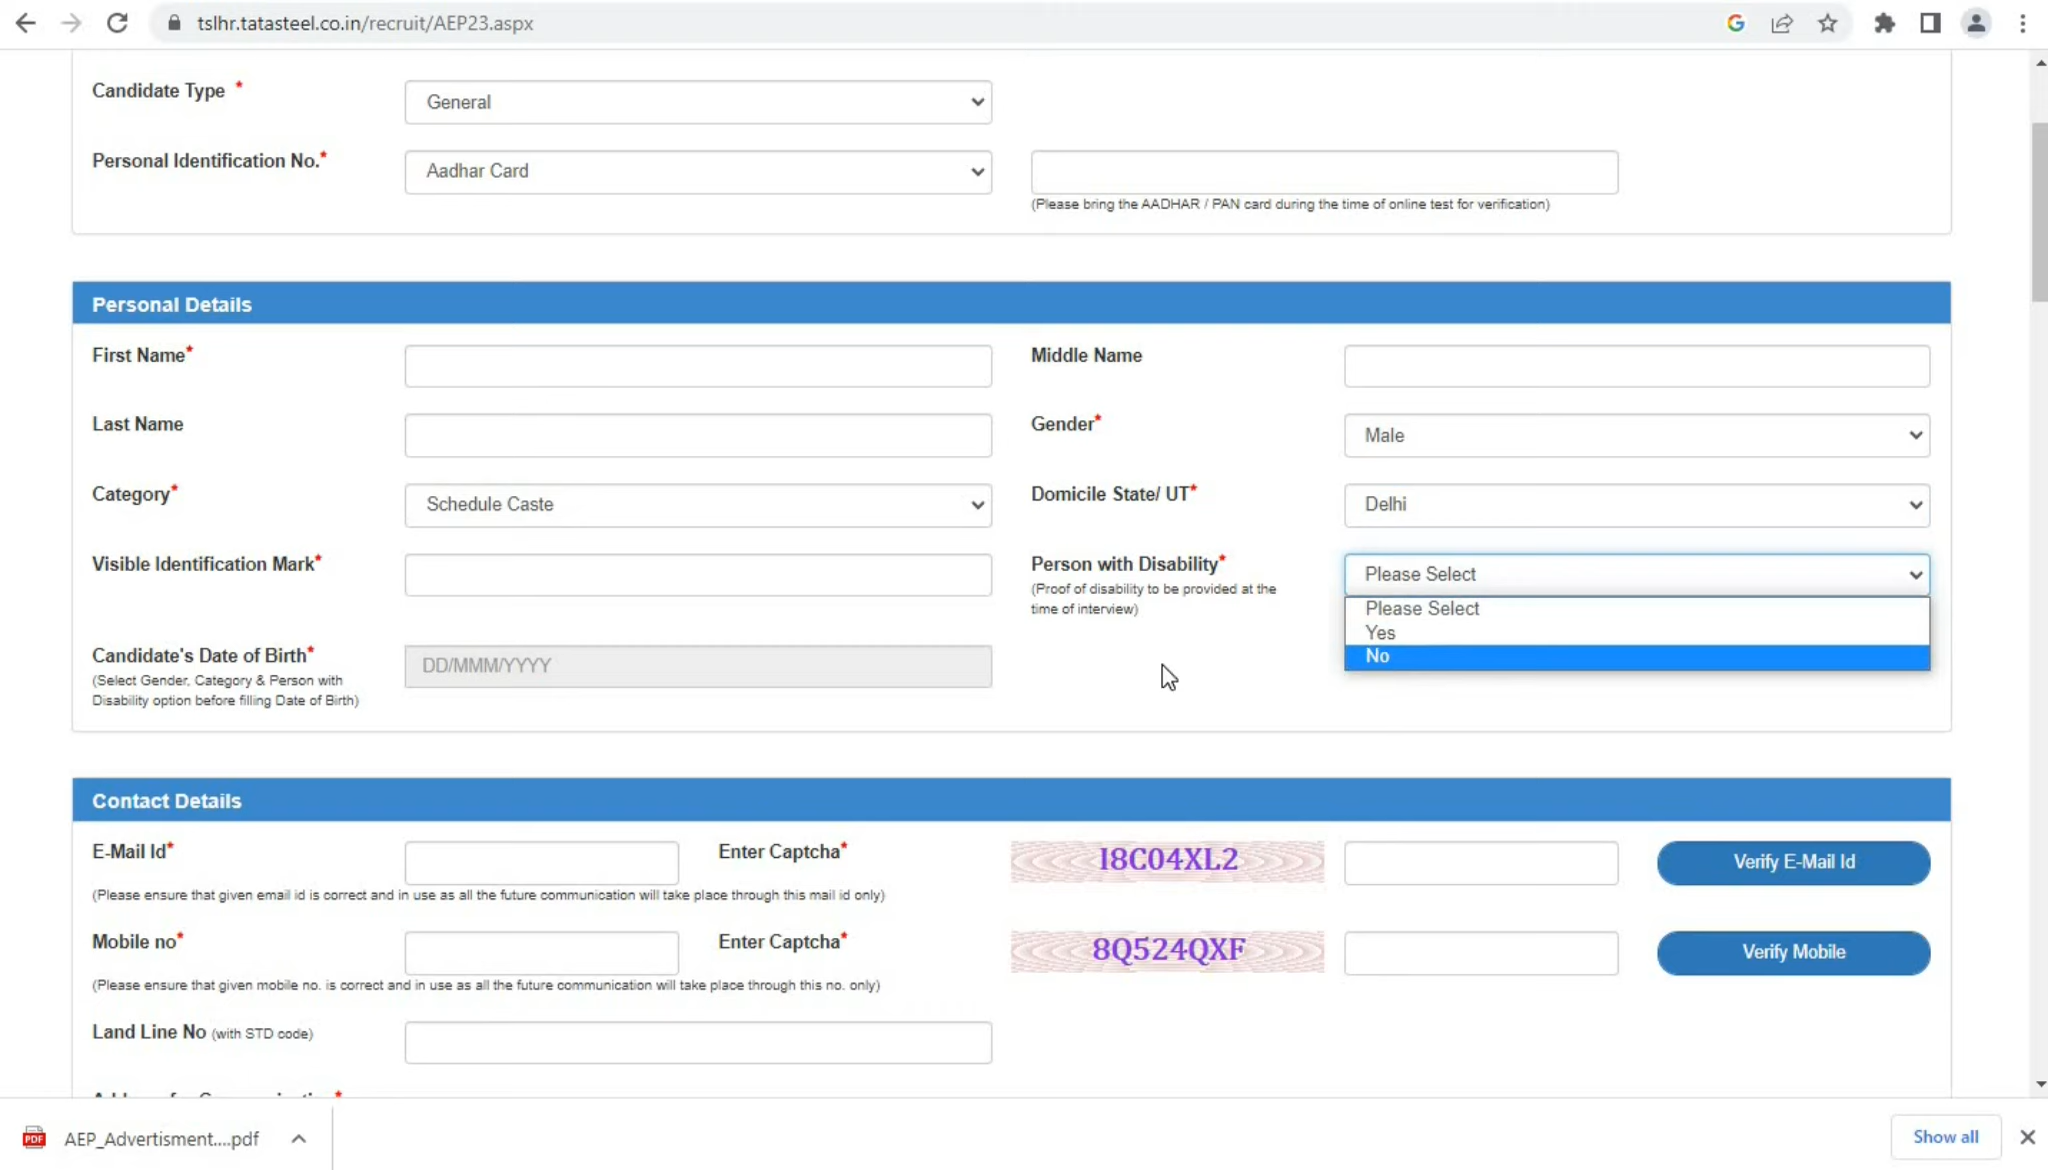 tslhr.tatasteel.co.in/recruit/AEP23.aspx
Candidate Type *
General
Personal Identification No.*
Aadhar Card
(Please bring the AADHAR / PAN card during the time of online test for verification)
Personal Details
First Name*
Middle Name
Last Name
Gender*
Male
Category*
Schedule Caste
Domicile State/ UT*
Delhi
Visible Identification Mark*
Person with Disability*
(Proof of disability to be provided at the
time of interview)
Please Select
Please Select
Yes
No
Candidate's Date of Birth*
(Select Gender, Category & Person with
Disability option before filling Date of Birth)
DD/MMM/YYYY
Contact Details
E-Mail Id*
Enter Captcha*
I8C04XL2
Verify E-Mail Id
(Please ensure that given email id is correct and in use as all the future communication will take place through this mail id only)
Mobile no*
Enter Captcha*
8Q524QXF
Verify Mobile
(Please ensure that given mobile no. is correct and in use as all the future communication will take place through this no. only)
Land Line No (with STD code)
PDF
AEP_Advertisment....pdf
Show all